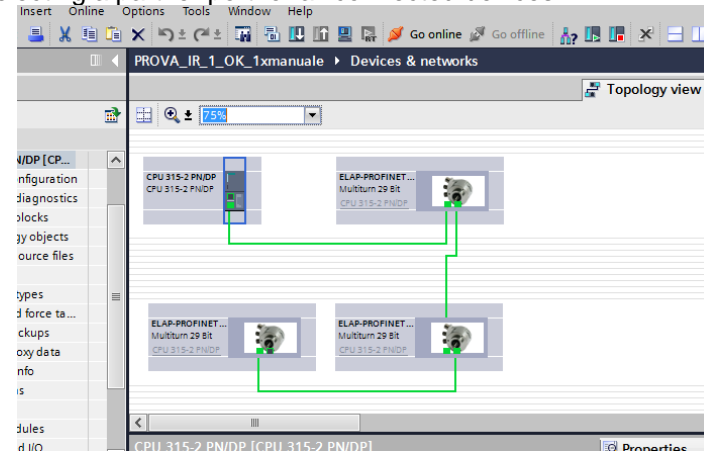 Insert Online Options Tools Window Help
Go online Go offline
PROVA_IR_1_OK_1xmanuale Devices & networks
Topology view
75%
N/DP [CP...
nfiguration
diagnostics
blocks
gy objects
ource files
types
d force ta...
ckups
oxy data
nfo
ns
dules
d I/O
CPU 315-2 PN/DP
CPU 315-2 PN/DP
ELAP-PROFINET...
Multiturn 29 Bit
CPU 315-2 PN/DP
ELAP-PROFINET...
Multiturn 29 Bit
CPU 315-2 PN/DP
ELAP-PROFINET...
Multiturn 29 Bit
CPU 315-2 PN/DP
CPU 315-2 PN/DP [CPU 315-2 PN/DP]
Properties